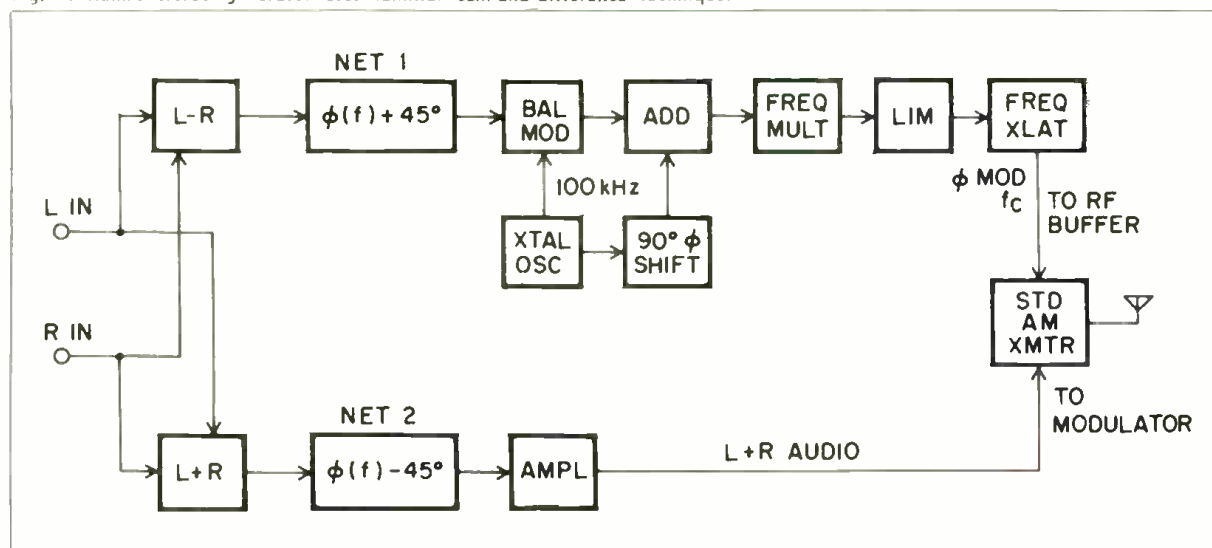 NET 1
L-R
φ(f)+45°
BAL
MOD
ADD
FREQ
MULT
LIM
FREQ
XLAT
100 kHz
φ MOD
fC
TO RF
BUFFER
L IN
XTAL
OSC
90° φ
SHIFT
R IN
STD
AM
XMTR
NET 2
TO
MODULATOR
L+R
φ(f)-45°
AMPL
L+R AUDIO